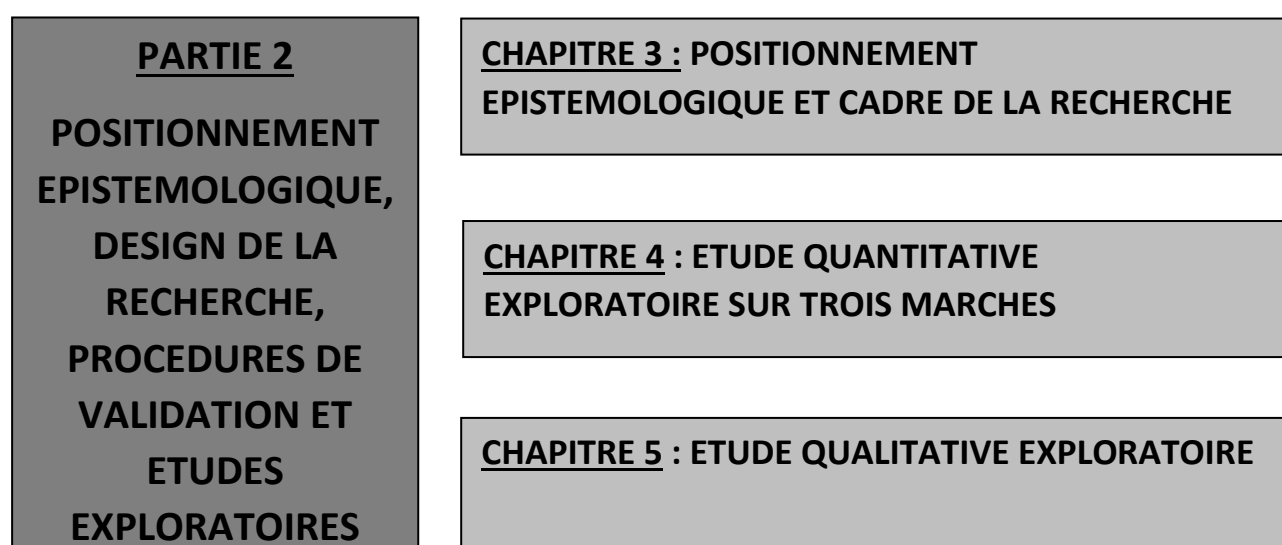 PARTIE 2
POSITIONNEMENT
EPISTEMOLOGIQUE,
DESIGN DE LA
RECHERCHE,
PROCEDURES DE
VALIDATION ET
ETUDES
EXPLORATOIRES
CHAPITRE 3 : POSITIONNEMENT
EPISTEMOLOGIQUE ET CADRE DE LA RECHERCHE
CHAPITRE 4 : ETUDE QUANTITATIVE
EXPLORATOIRE SUR TROIS MARCHES
CHAPITRE 5 : ETUDE QUALITATIVE EXPLORATOIRE